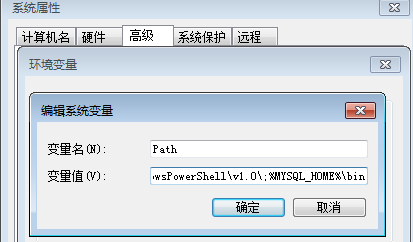 系统属性
计算机名 硬件 高级 系统保护 远程
环境变量
编辑系统变量
变量名(N): Path
变量值(V): wsPowerShell\v1.0\;%MYSQL_HOME%\bin
确定 取消